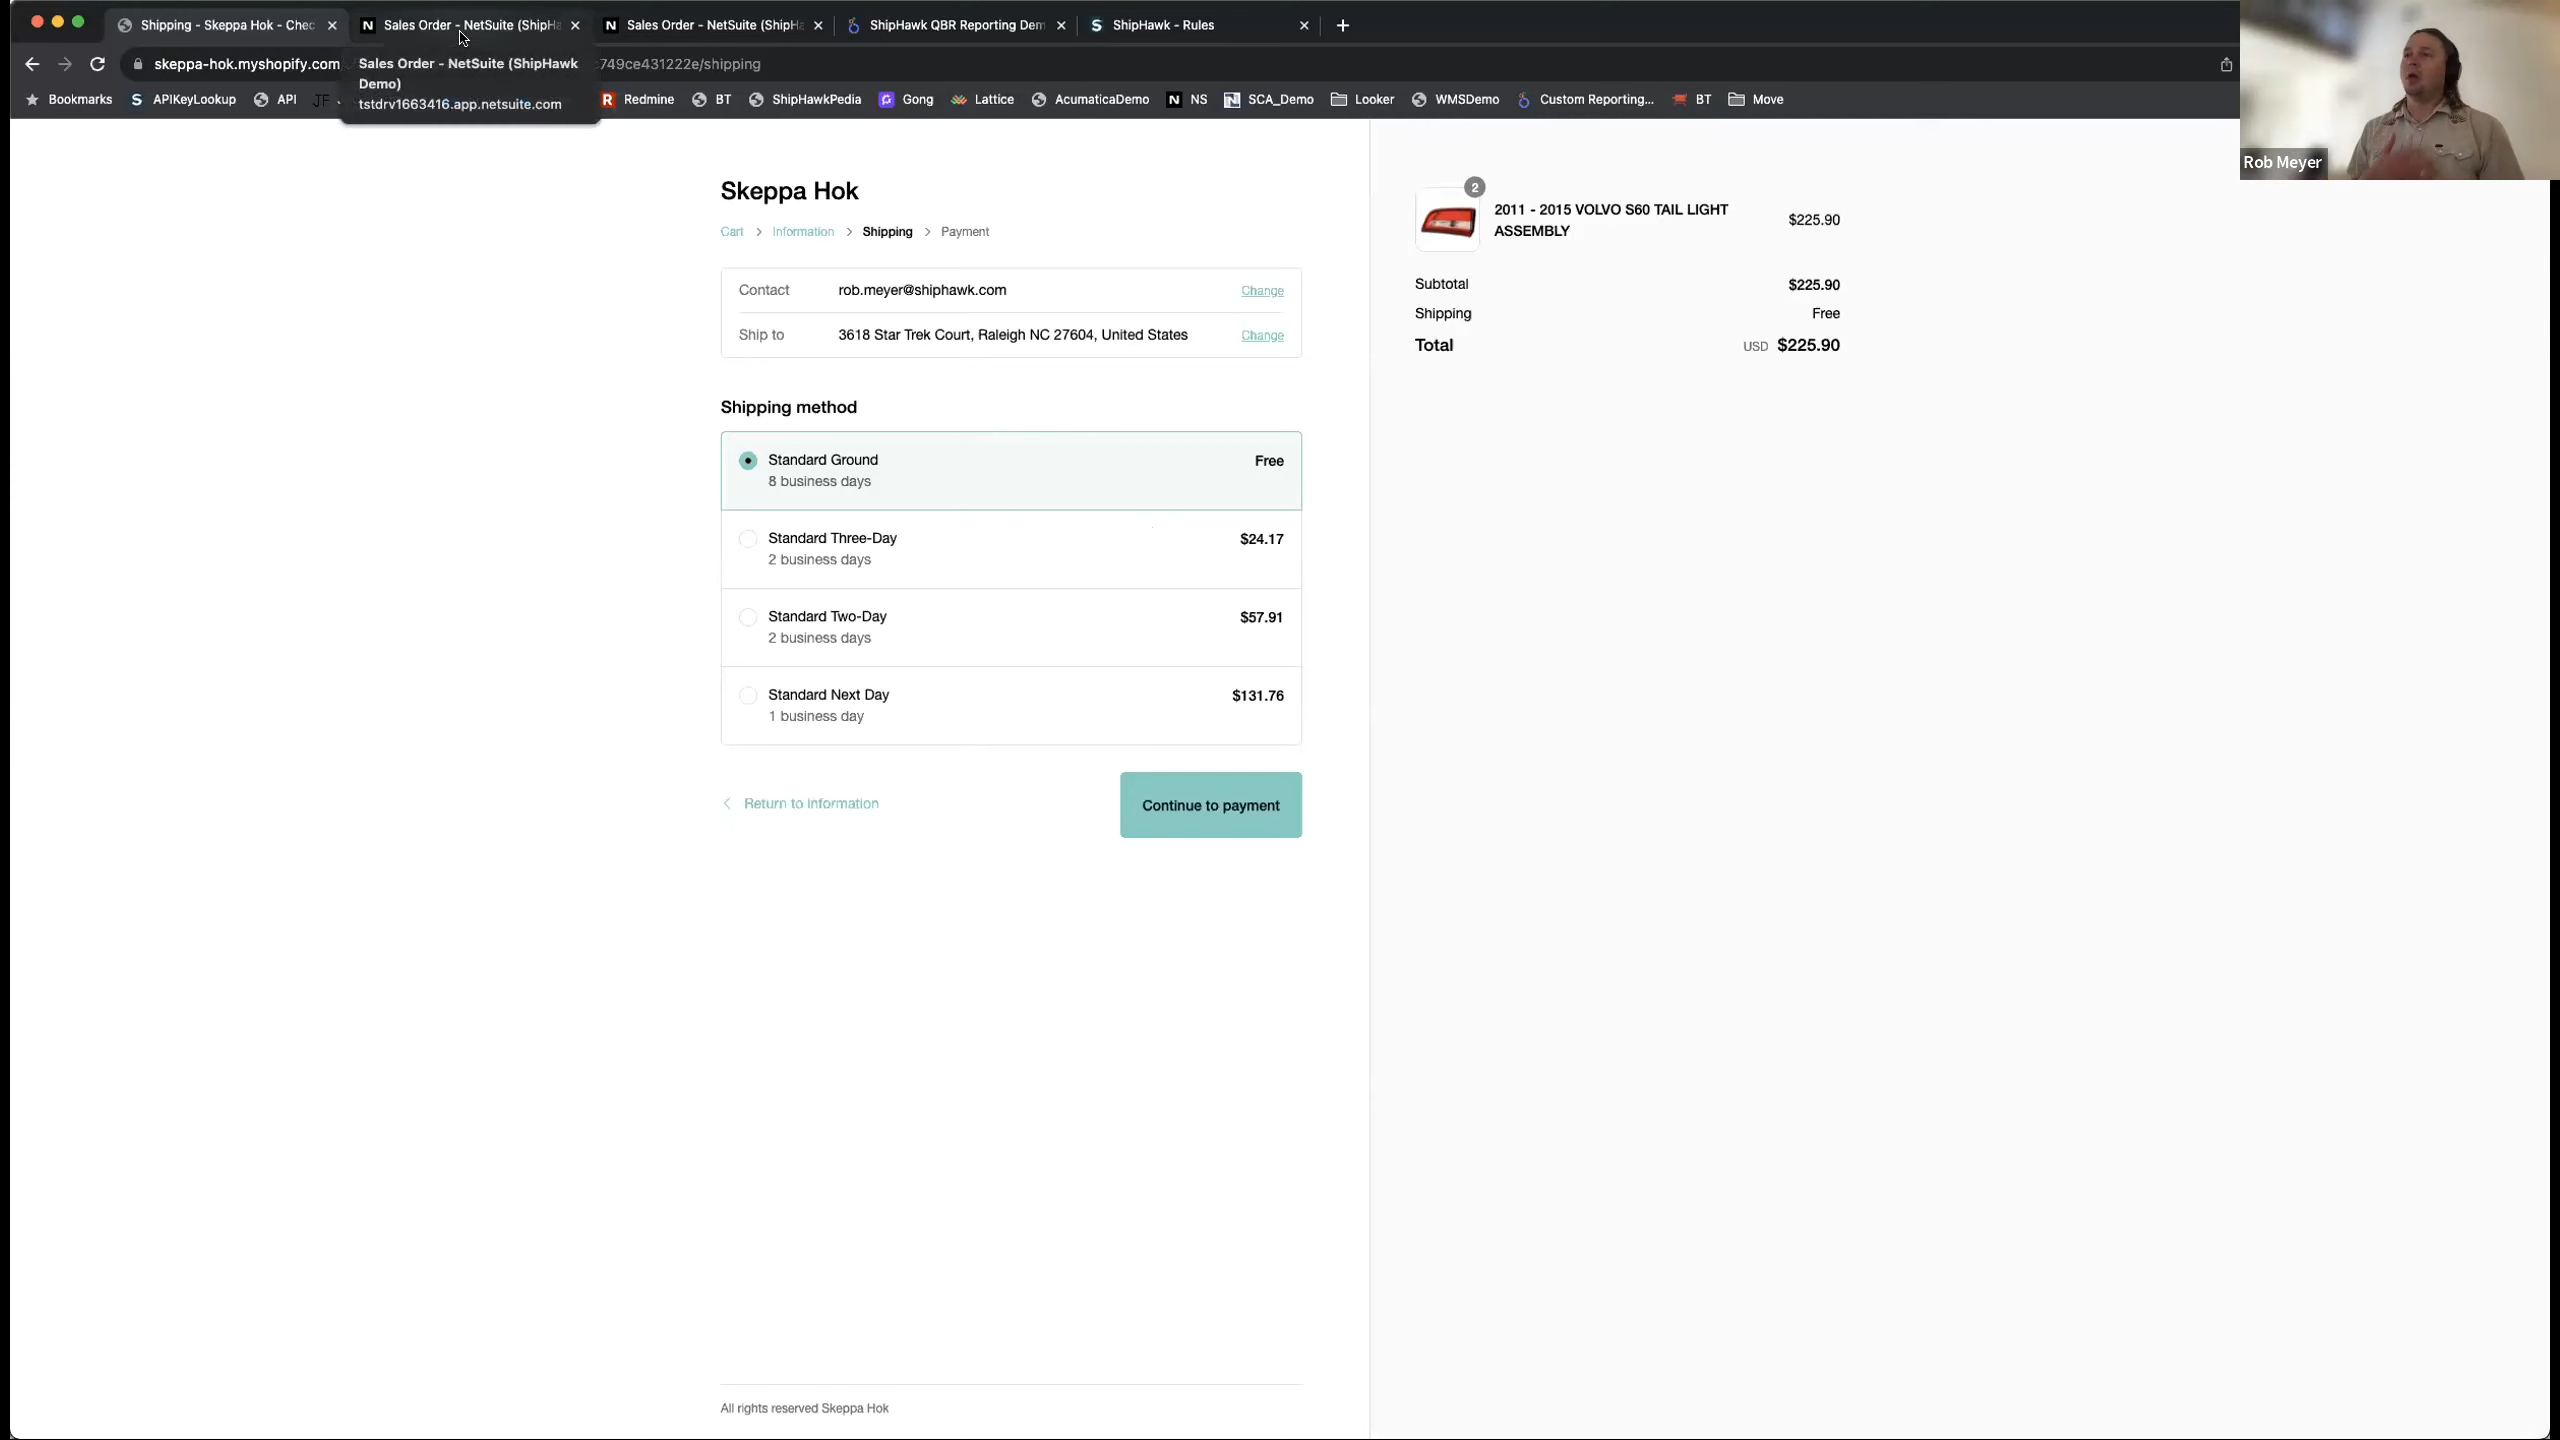 Shipping - Skeppa Hok - Chec
Sales Order - NetSuite (ShipHa
Sales Order - NetSuite (ShipHa
ShipHawk QBR Reporting Dem
ShipHawk - Rules
skeppa-hok.myshopify.com
749ce431222e/shipping
Sales Order - NetSuite (ShipHawk
Demo)
tstdrv1663416.app.netsuite.com
Bookmarks
APIKeyLookup
API
JF
Redmine
BT
ShipHawkPedia
Gong
Lattice
AcumaticaDemo
NS
SCA_Demo
Looker
WMSDemo
Custom Reporting...
BT
Move
Rob Meyer
Skeppa Hok
Cart > Information > Shipping > Payment
Contact rob.meyer@shiphawk.com Change
Ship to 3618 Star Trek Court, Raleigh NC 27604, United States Change
Shipping method
Standard Ground Free
8 business days
Standard Three-Day $24.17
2 business days
Standard Two-Day $57.91
2 business days
Standard Next Day $131.76
1 business day
Return to information
Continue to payment
All rights reserved Skeppa Hok
2
2011 - 2015 VOLVO S60 TAIL LIGHT
ASSEMBLY
$225.90
Subtotal $225.90
Shipping Free
Total USD $225.90